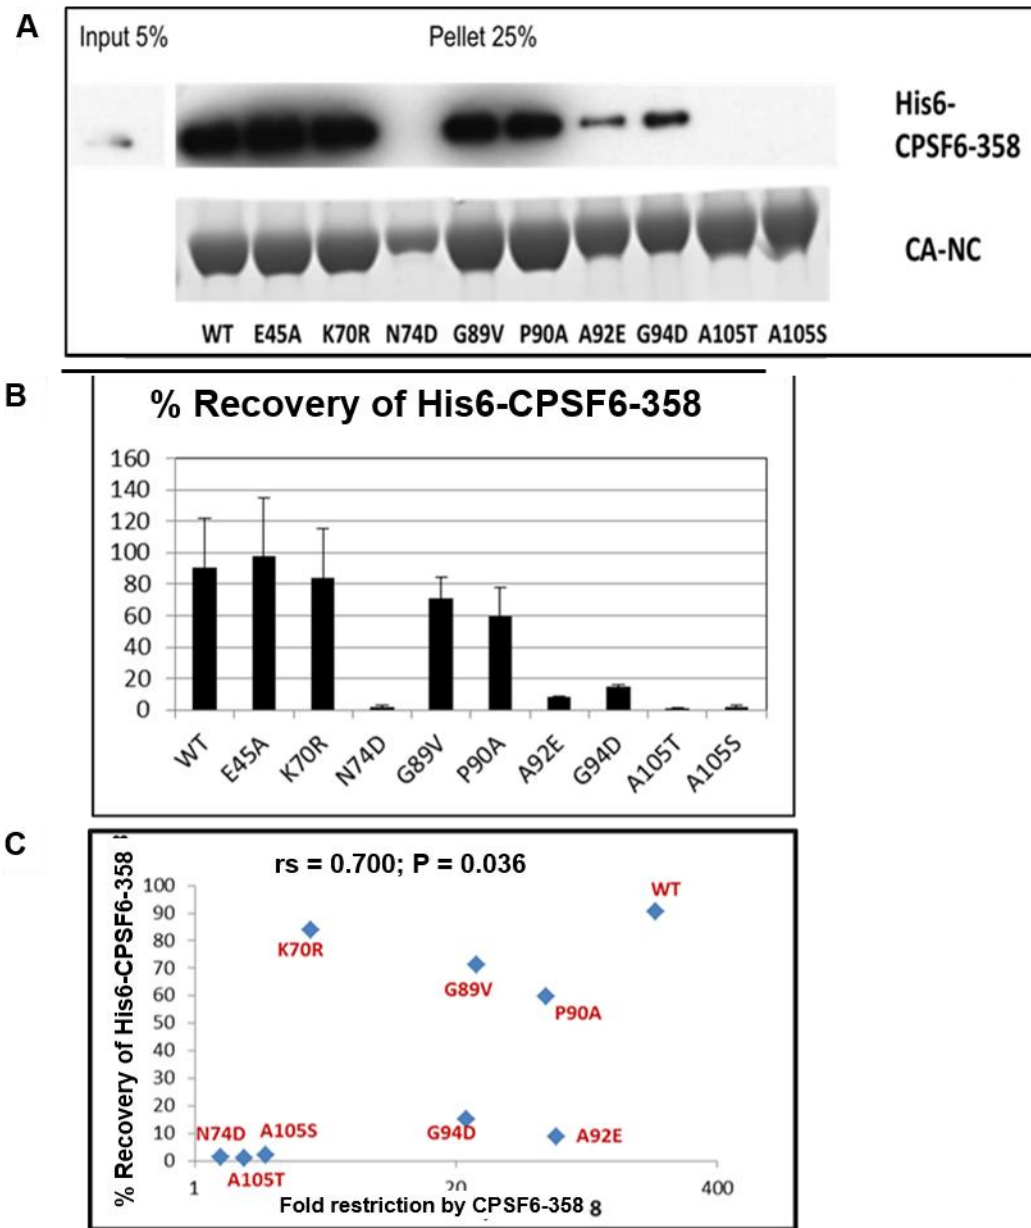 A
Input 5%    Pellet 25%
His6-
CPSF6-358
CA-NC
WT E45A K70R N74D G89V P90A A92E G94D A105T A105S
B
% Recovery of His6-CPSF6-358
160
140
120
100
80
60
40
20
0
WT E45A K70R N74D G89V P90A A92E G94D A105T A105S
C
% Recovery of His6-CPSF6-358
rs = 0.700; P = 0.036
100
90
80
70
60
50
40
30
20
10
0
WT
K70R
G89V
P90A
N74D
A105S
G94D
A92E
A105T
1 20 400
Fold restriction by CPSF6-358 8